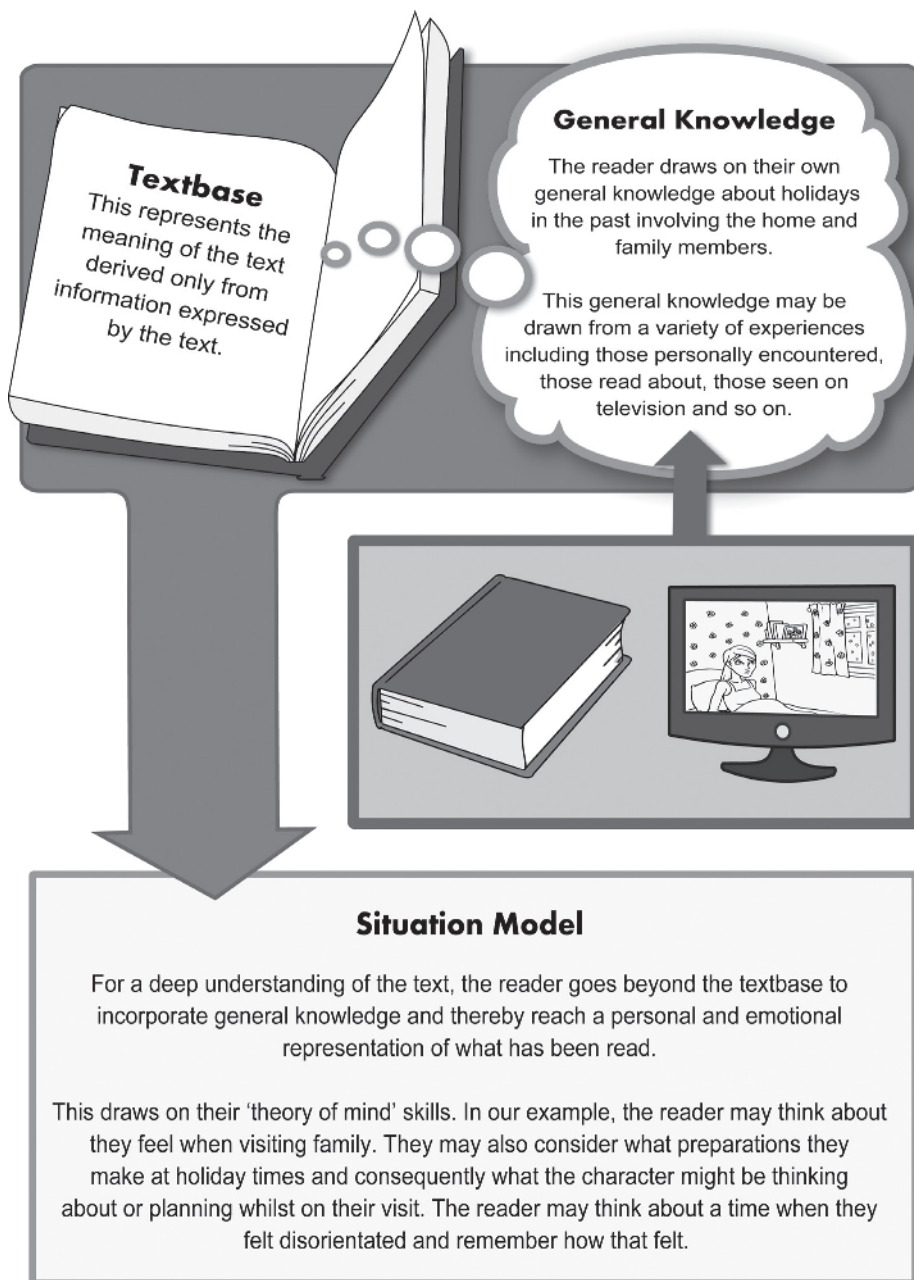 Textbase
This represents the
meaning of the text
derived only from
information expressed
by the text.
General Knowledge
The reader draws on their own
general knowledge about holidays
in the past involving the home and
family members.
This general knowledge may be
drawn from a variety of experiences
including those personally encountered,
those read about, those seen on
television and so on.
Situation Model
For a deep understanding of the text, the reader goes beyond the textbase to
incorporate general knowledge and thereby reach a personal and emotional
representation of what has been read.
This draws on their ‘theory of mind’ skills. In our example, the reader may think about
they feel when visiting family. They may also consider what preparations they
make at holiday times and consequently what the character might be thinking
about or planning whilst on their visit. The reader may think about a time when they
felt disorientated and remember how that felt.